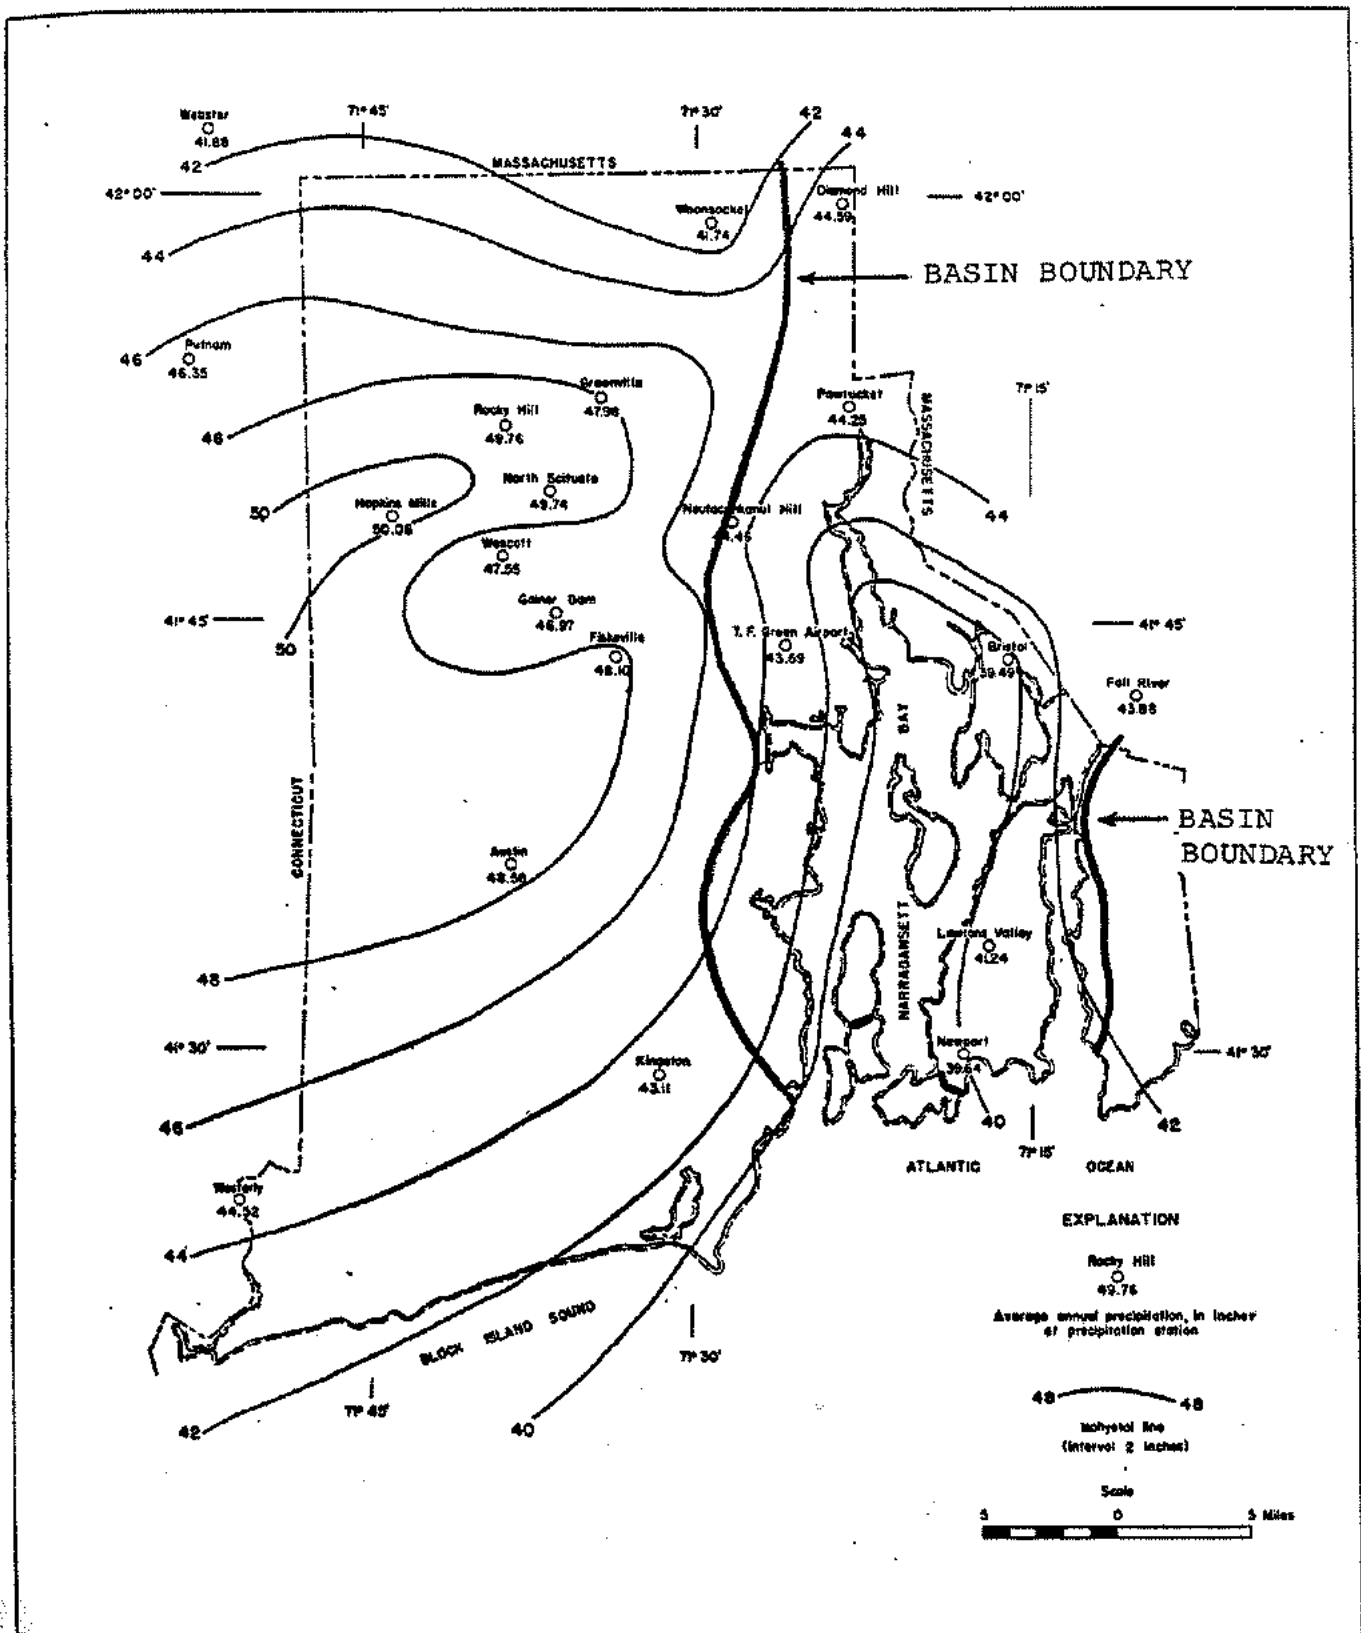 Webster
41.88
71° 45'
71° 30'
42
44
42
MASSACHUSETTS
42° 00'
Diamond Hill
44.59
42° 00'
Woonsocket
41.74
44
BASIN BOUNDARY
46
Putnam
46.35
Greenville
47.98
71° 15'
Pawtucket
44.25
MASSACHUSETTS
Rocky Hill
49.76
48
North Scituate
49.74
50
Hopkins Mills
50.08
44
Wescott
47.55
Gainer Dam
46.97
41° 45'
50
Fiskeville
48.10
T. F. Green Airport
43.69
41° 45'
Bristol
39.49
Fall River
43.88
NARRAGANSETT BAY
CONNECTICUT
BASIN
BOUNDARY
Austin
48.56
Lawtons Valley
41.24
48
41° 30'
41° 30'
Newport
39.64
Kingston
43.11
46
40
42
71° 15'
ATLANTIC OCEAN
Westerly
44.52
44
EXPLANATION
Rocky Hill
49.76
Average annual precipitation, in inches
at precipitation station
BLOCK ISLAND SOUND
71° 30'
71° 45'
42
40
48
48
Isohyetal line
(interval 2 inches)
Scale
5 0 5 Miles